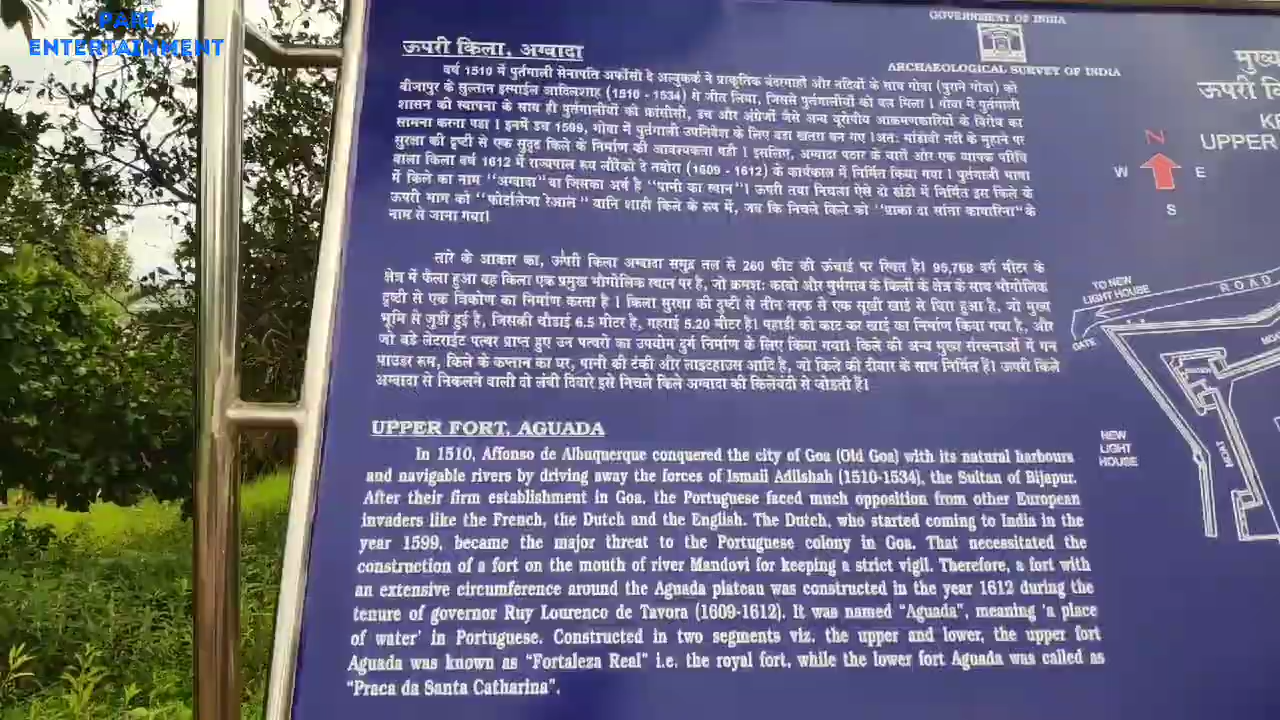 PARI
ENTERTAINMENT
GOVERNMENT OF INDIA
ARCHAEOLOGICAL SURVEY OF INDIA
ऊपरी किला, अग्वादा
वर्ष 1510 में पुर्तगाली सेनापति अफोंसो दे अल्बुकर्क ने प्राकृतिक बंदरगाहों और नदियों के साथ गोवा (पुराने गोवा) को
बीजापुर के सुल्तान इस्माईल आदिलशाह (1510 - 1534) से जीत लिया, जिससे पुर्तगालीयों को बल मिला। गोवा में पुर्तगाली
शासन की स्थापना के साथ ही पुर्तगालीयों को फ्रांसीसी, डच और अंग्रेजों जैसे अन्य यूरोपीय आक्रमणकारियों के विरोध का
सामना करना पडा। इनमें डच 1599, गोवा में पुर्तगाली उपनिवेश के लिए बडा खतरा बन गए।अतः मांडोवी नदी के मुहाने पर
सुरक्षा की दृष्टी से एक सुदृढ किले के निर्माण की आवश्यकता पडी। इसलिए, अग्वादा पठार के चारों और एक व्यापक परिधि
वाला किला वर्ष 1612 में राज्यपाल रूय लौरेंको दे तवोरा (1609 - 1612) के कार्यकाल में निर्मित किया गया। पुर्तगाली भाषा
में किले का नाम "अग्वादा" था जिसका अर्थ है "पानी का स्थान"। ऊपरी तथा निचला ऐसे दो खंडो में निर्मित इस किले के
ऊपरी भाग को "फोर्टालेजा रेआल" यानि शाही किले के रूप में, जब कि निचले किले को "प्राका दा सांता काथारिना" के
नाम से जाना गया।
तारे के आकार का, ऊपरी किला अग्वादा समुद्र तल से 260 फीट की ऊंचाई पर स्थित है। 95,768 वर्ग मीटर के
क्षेत्र में फैला हुआ यह किला एक प्रमुख भौगोलिक स्थान पर है, जो क्रमशः काबो और मुर्मगाव के किलों के क्षेत्र के साथ भौगोलिक
दृष्टी से एक त्रिकोण का निर्माण करता है। किला सुरक्षा की दृष्टी से तीन तरफ से एक सूखी खाई से घिरा हुआ है, जो मुख्य
भूमि से जुडी हुई है, जिसकी चौडाई 6.5 मीटर है, गहराई 5.20 मीटर है। पहाडी को काट कर खाई का निर्माण किया गया है, और
जो बडे लेटराईट पत्थर प्राप्त हुए उन पत्थरों का उपयोग दुर्ग निर्माण के लिए किया गया। किले की अन्य मुख्य संरचनाओं में गन
पाउडर रूम, किले के कप्तान का घर, पानी की टंकी और लाइटहाउस आदि है, जो किले की दीवार के साथ निर्मित हैं। ऊपरी किले
अग्वादा से निकलने वाली दो लंबी दिवारे इसे निचले किले अग्वादा की किलेबंदी से जोडती हैं।
UPPER FORT, AGUADA
In 1510, Affonso de Albuquerque conquered the city of Goa (Old Goa) with its natural harbours
and navigable rivers by driving away the forces of Ismail Adilshah (1510-1534), the Sultan of Bijapur.
After their firm establishment in Goa, the Portuguese faced much opposition from other European
invaders like the French, the Dutch and the English. The Dutch, who started coming to India in the
year 1599, became the major threat to the Portuguese colony in Goa. That necessitated the
construction of a fort on the mouth of river Mandovi for keeping a strict vigil. Therefore, a fort with
an extensive circumference around the Aguada plateau was constructed in the year 1612 during the
tenure of governor Ruy Lourenco de Tavora (1609-1612). It was named "Aguada", meaning 'a place
of water' in Portuguese. Constructed in two segments viz. the upper and lower, the upper fort
Aguada was known as "Fortaleza Real" i.e. the royal fort, while the lower fort Aguada was called as
"Praca da Santa Catharina".
मुख्य
ऊपरी
UPPER
N
W E
S
TO NEW
LIGHT HOUSE
ROAD
GATE
NEW
LIGHT
HOUSE
MOAT